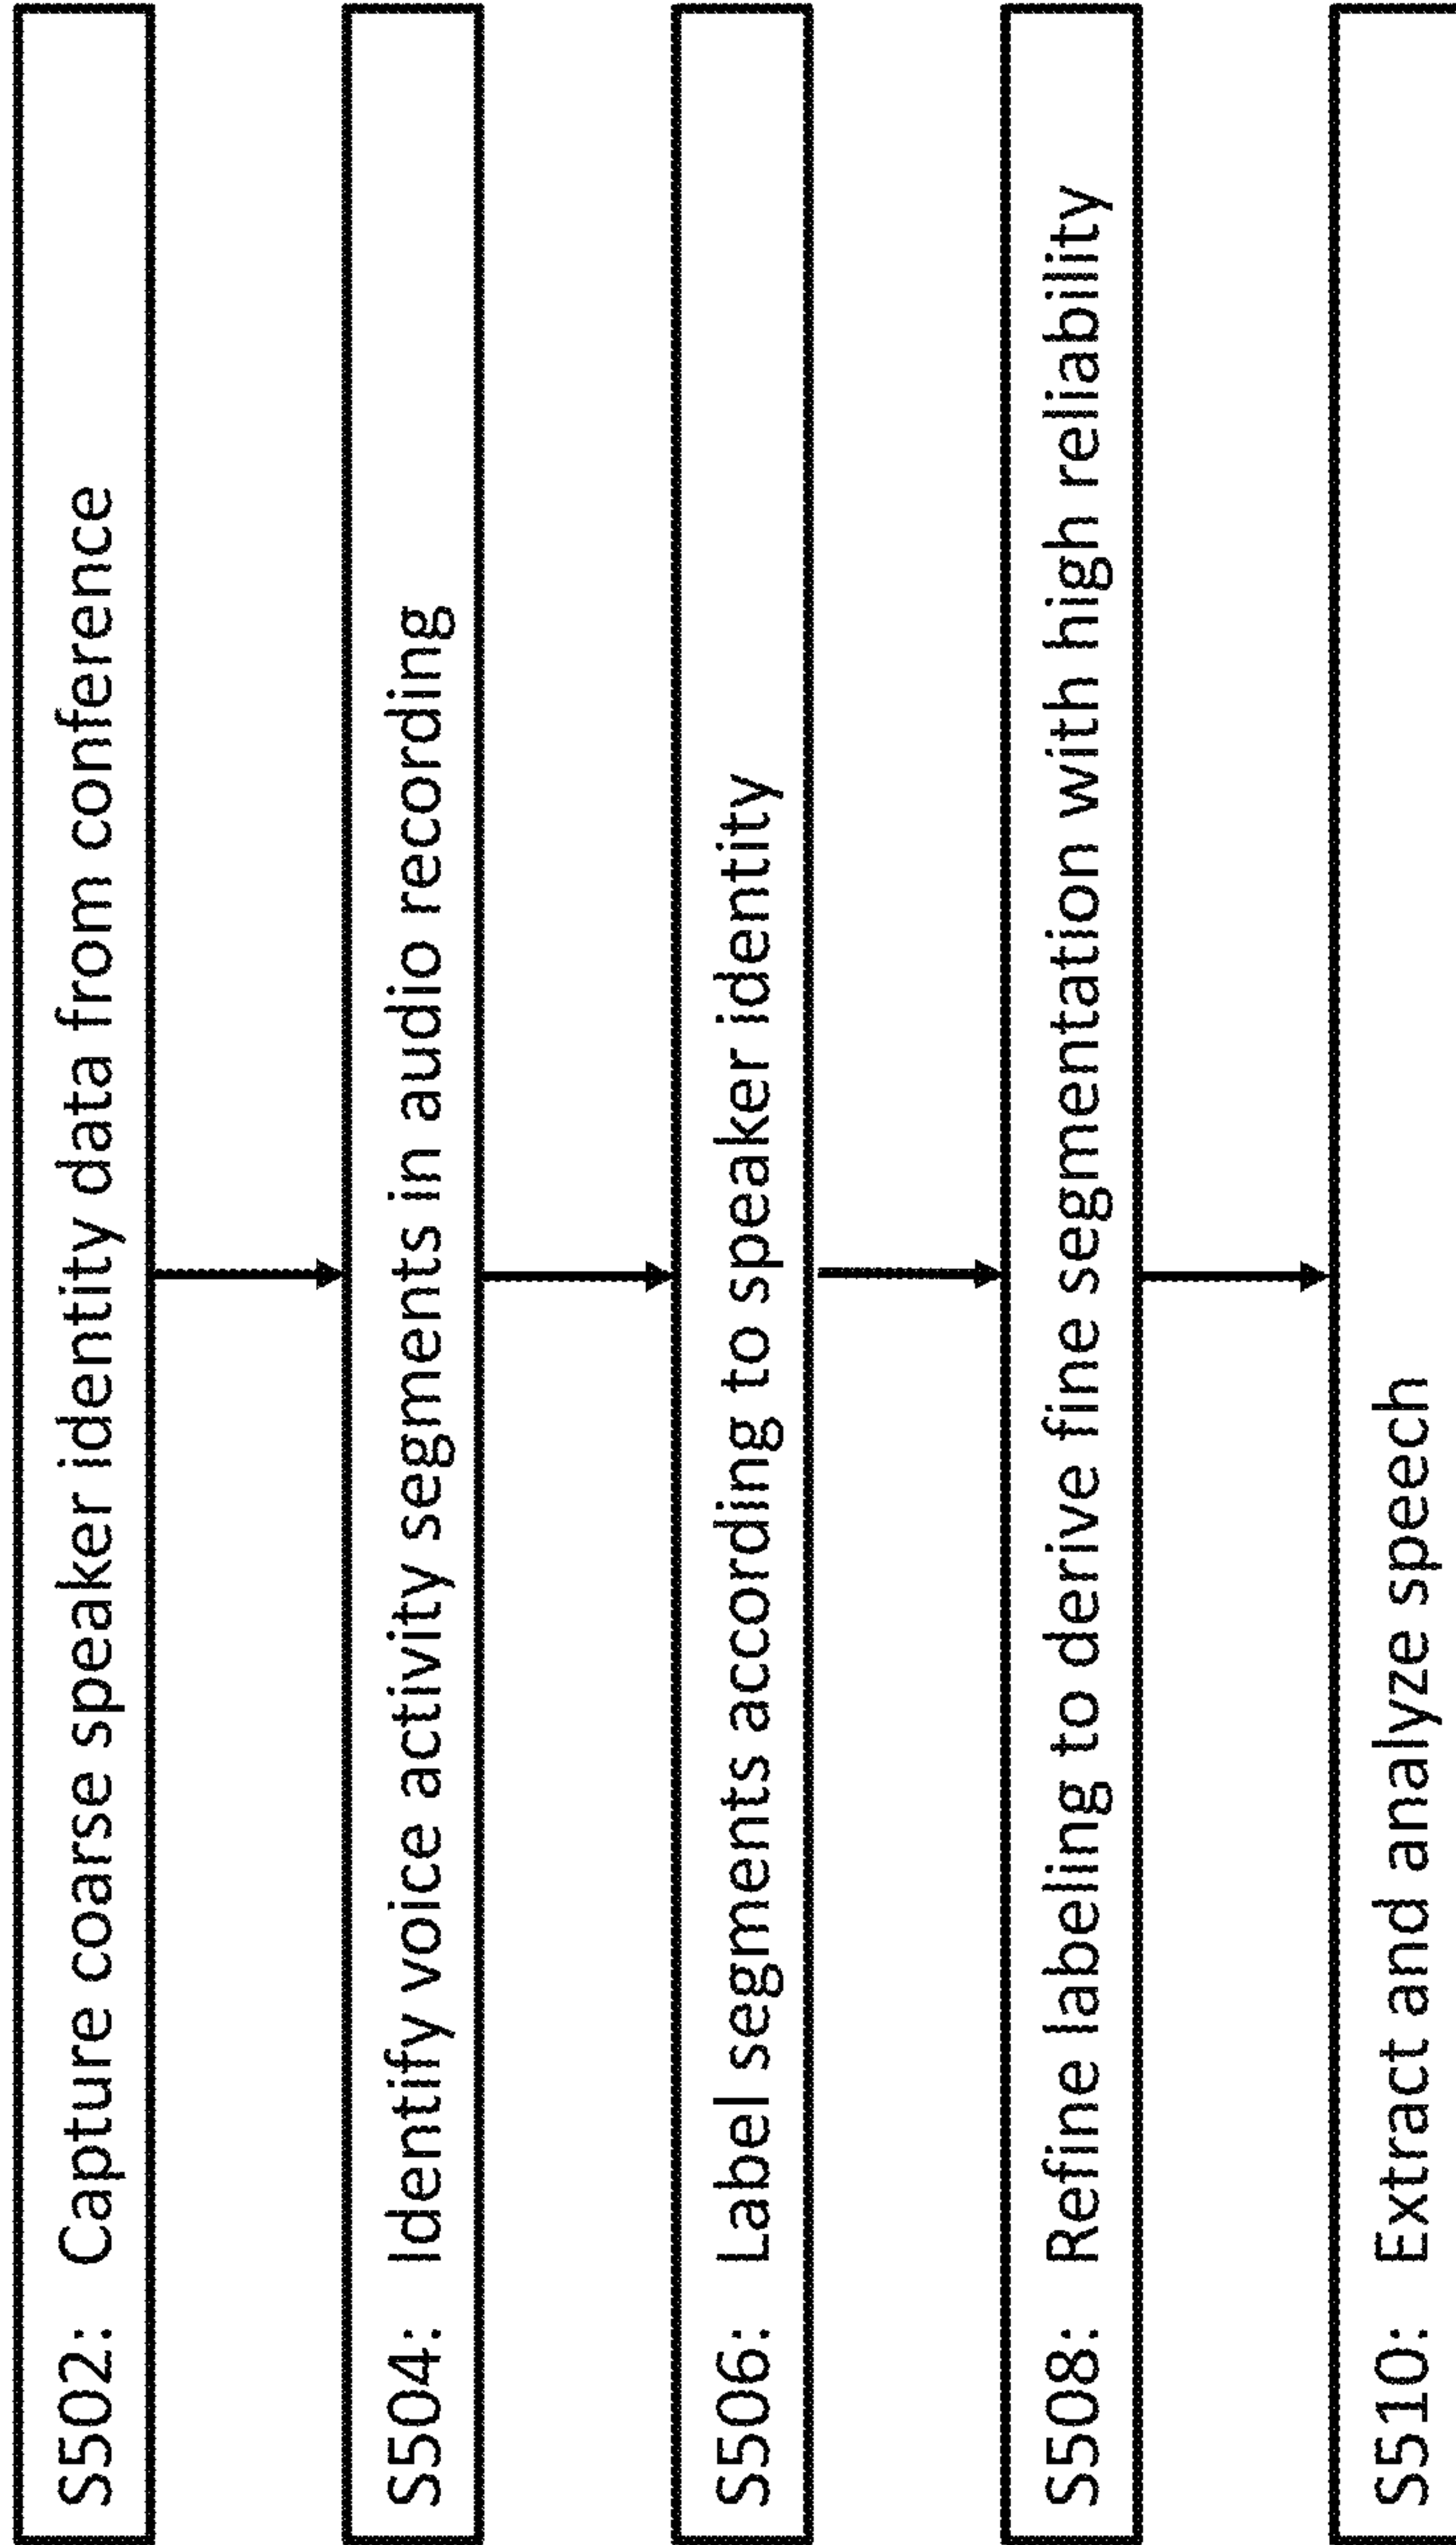 S502: Capture coarse speaker identity data from conference
S504: Identify voice activity segments in audio recording
S506: Label segments according to speaker identity
S508: Refine labeling to derive fine segmentation with high reliability
S510: Extract and analyze speech